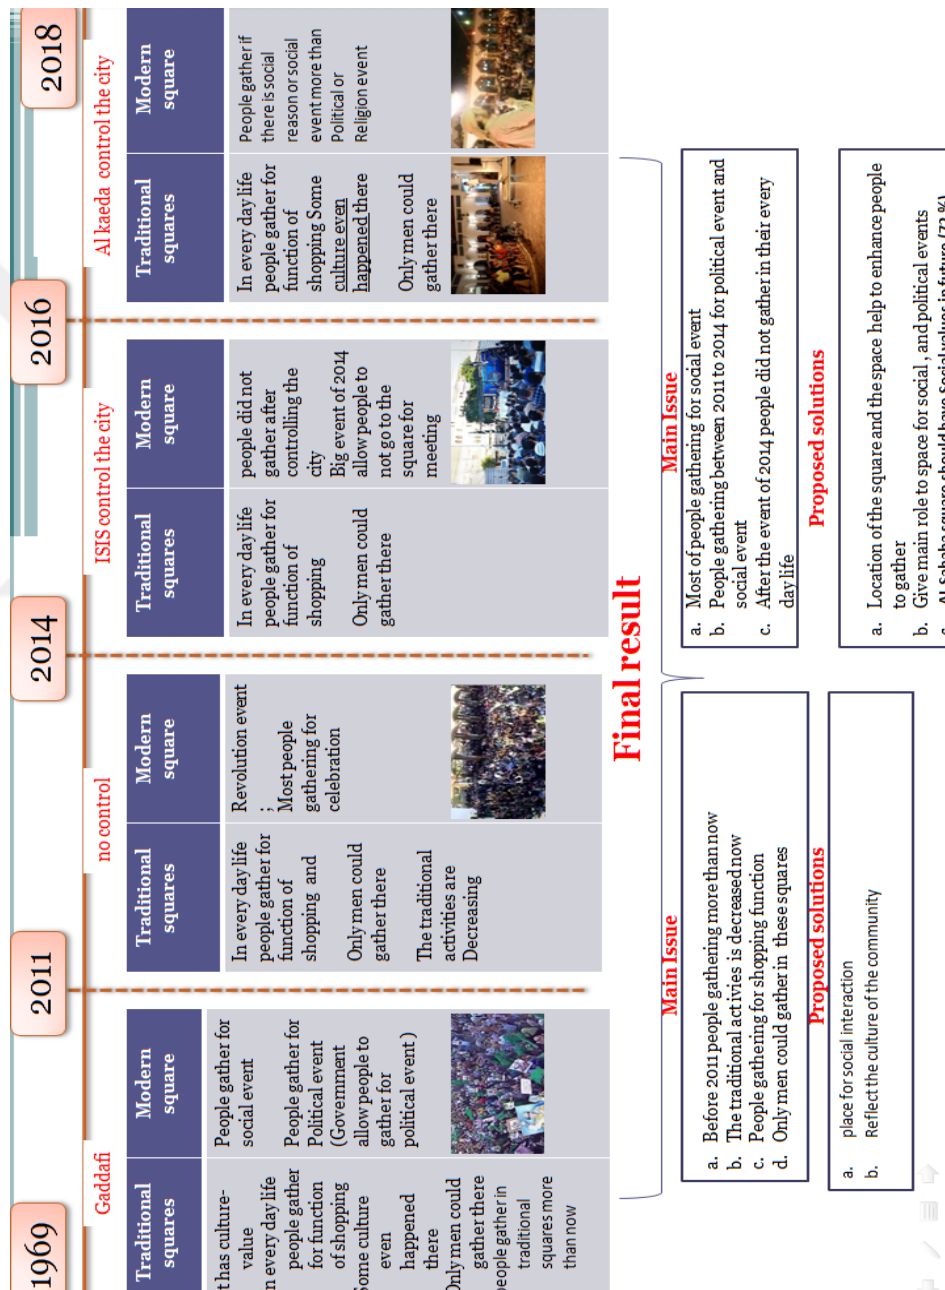 1969
2011
2014
2016
2018
Gaddafi
no control
ISIS control the city
Al kaeda control the city
Traditional
squares
t has culture-
value
n every day life
people gather
for function
of shopping
Some culture
even
happened
there
Only men could
gather there
people gather in
traditional
squares more
than now
Modern
square
People gather for
social event
People gather for
Political event
(Government
allow people to
gather for
political event )
Traditional
squares
In every day life
people gather for
function of
shopping and
Only men could
gather there
The traditional
activities are
Decreasing
Modern
square
Revolution event
;
Most people
gathering for
celebration
Traditional
squares
In every day life
people gather for
function of
shopping
Only men could
gather there
Modern
square
people did not
gather after
controlling the
city
Big event of 2014
allow people to
not go to the
square for
meeting
Traditional
squares
In every day life
people gather for
function of
shopping Some
culture even
happened there
Only men could
gather there
Modern
square
People gather if
there is social
reason or social
event more than
Political or
Religion event
Final result
Main Issue
a. Before 2011 people gathering more than now
b. The traditional activies is decreased now
c. People gathering for shopping function
d. Only men could gather in these squares
Proposed solutions
a. place for social interaction
b. Reflect the culture of the community
Main Issue
a. Most of people gathering for social event
b. People gathering between 2011 to 2014 for political event and
social event
c. After the event of 2014 people did not gather in their every
day life
Proposed solutions
a. Location of the square and the space help to enhance people
to gather
b. Give main role to space for social , and political events
c. Al Sahaba square should have Social values in future (72 %)